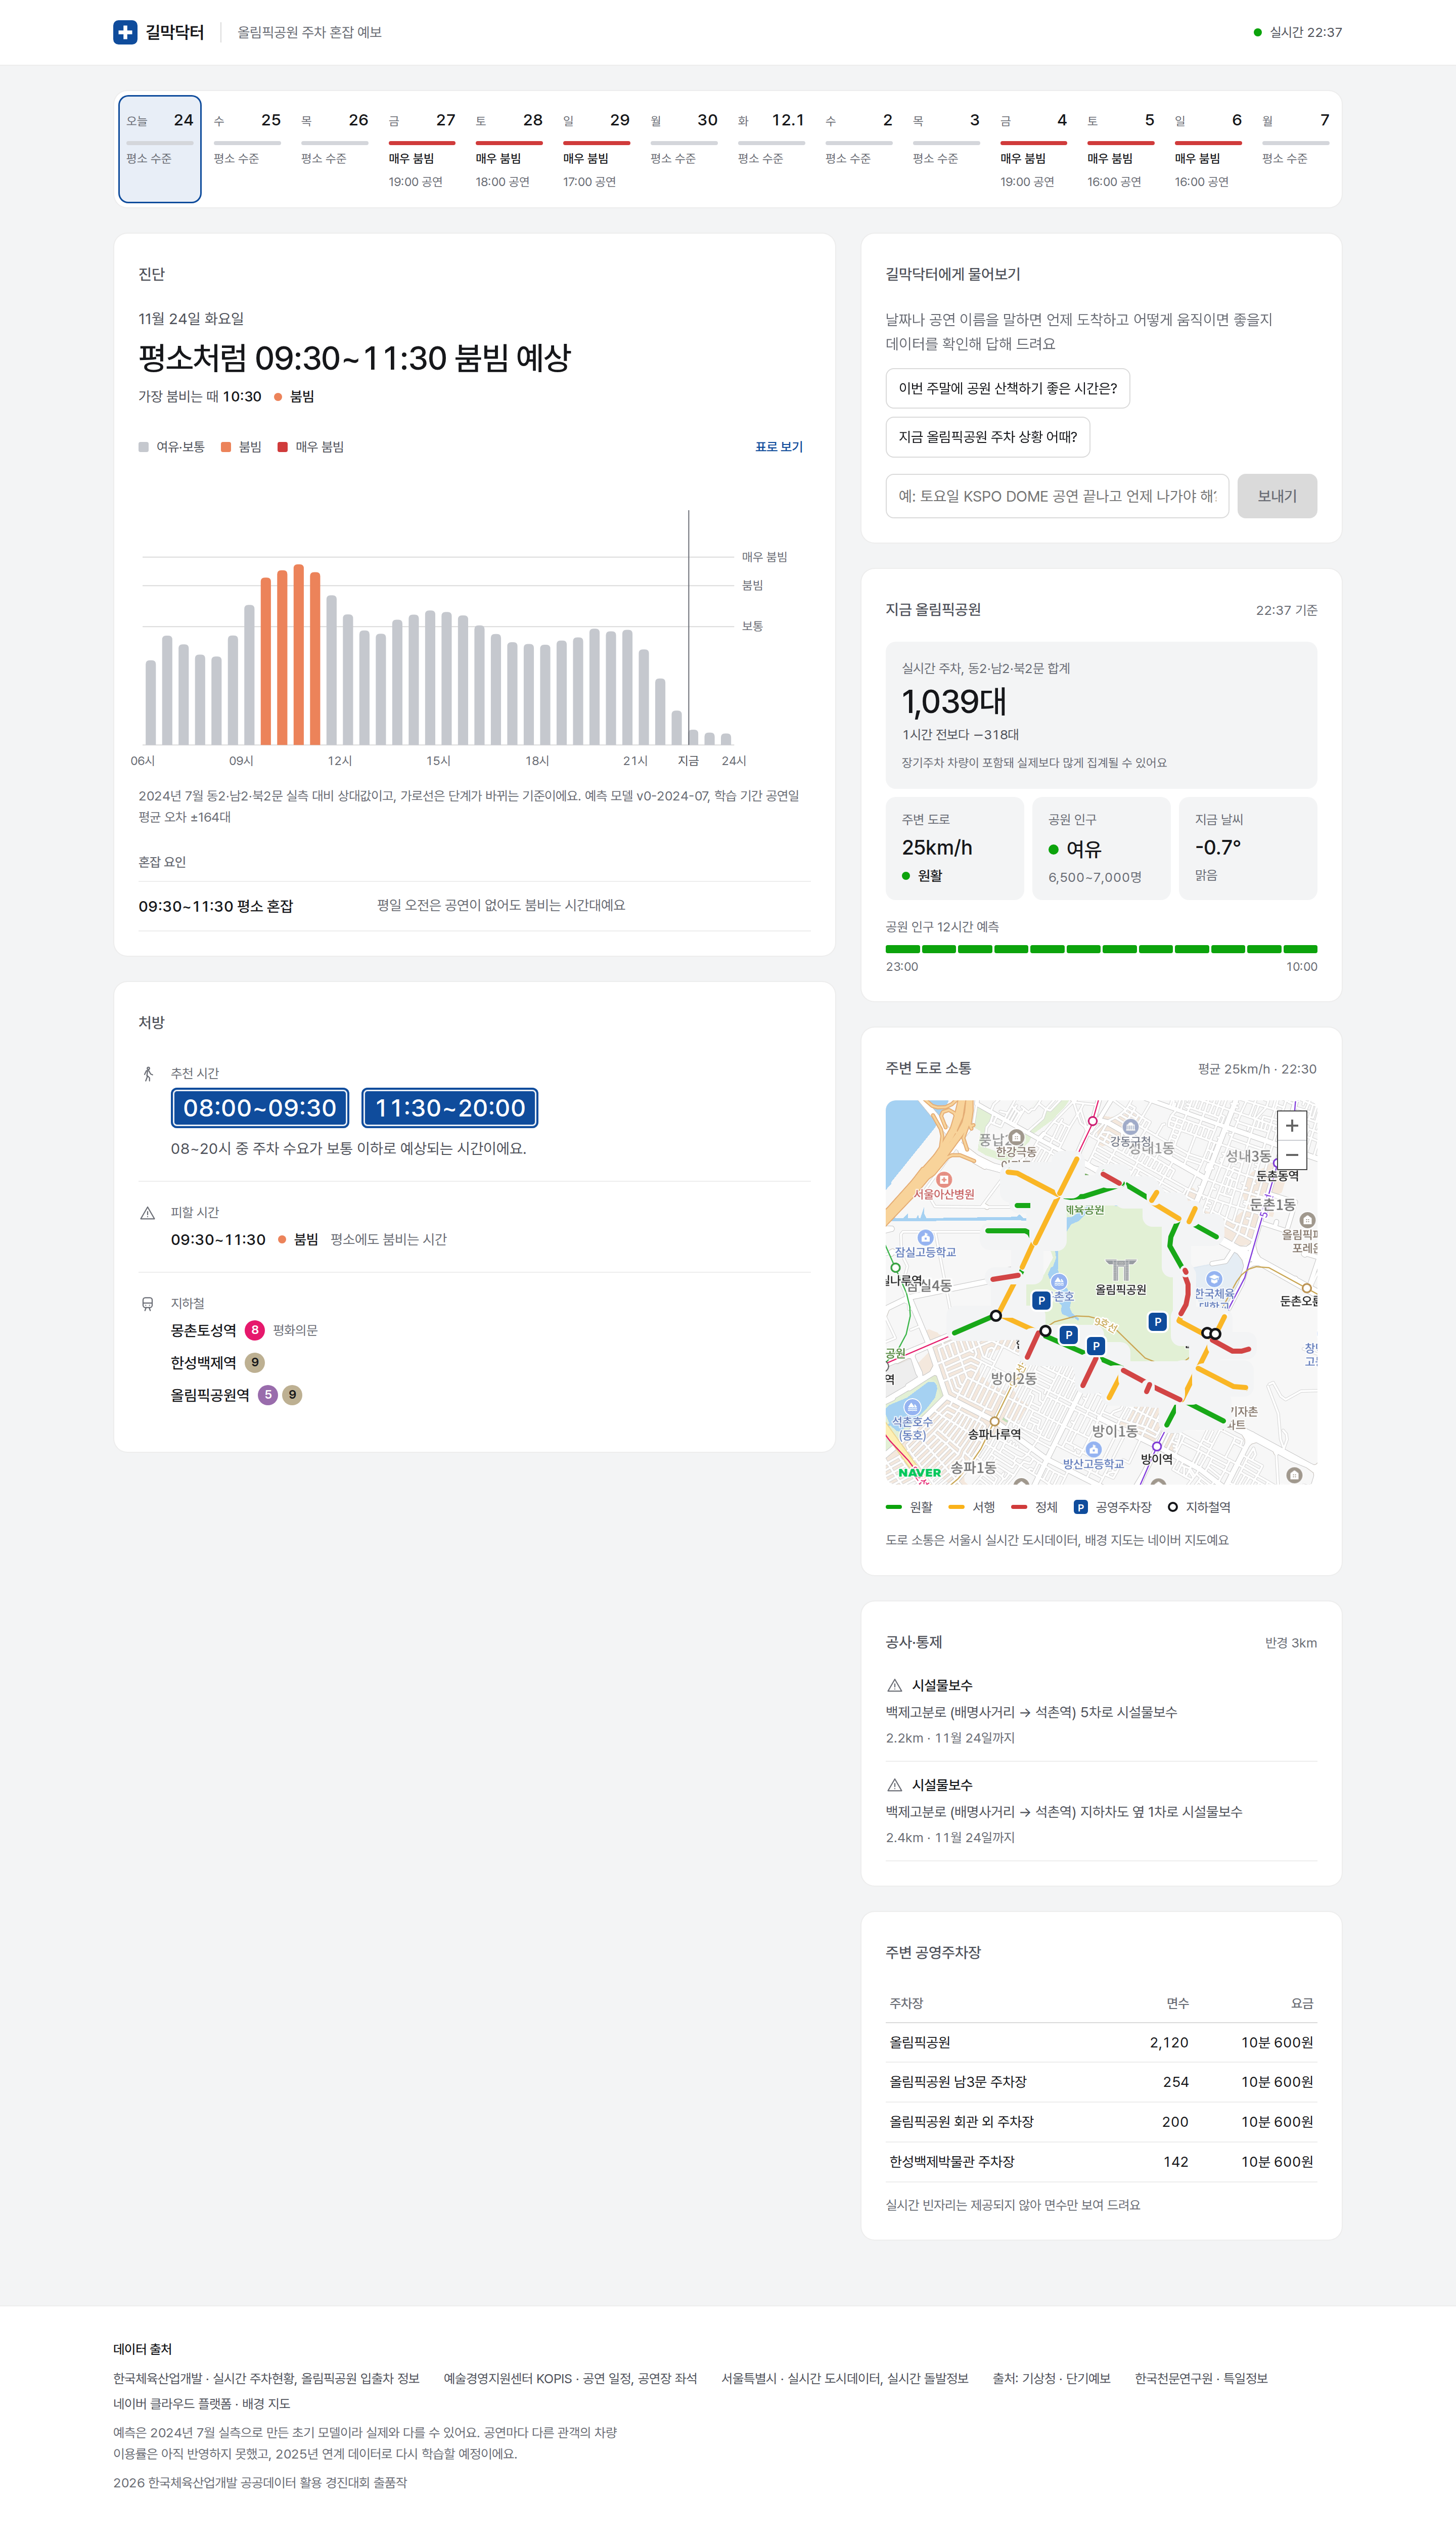 길막닥터
올림픽공원 주차 혼잡 예보
실시간 22:37
오늘 24
평소 수준
수 25
평소 수준
목 26
평소 수준
금 27
매우 붐빔
19:00 공연
토 28
매우 붐빔
18:00 공연
일 29
매우 붐빔
17:00 공연
월 30
평소 수준
화 12.1
평소 수준
수 2
평소 수준
목 3
평소 수준
금 4
매우 붐빔
19:00 공연
토 5
매우 붐빔
16:00 공연
일 6
매우 붐빔
16:00 공연
월 7
평소 수준
진단
11월 24일 화요일
평소처럼 09:30~11:30 붐빔 예상
가장 붐비는 때 10:30 붐빔
여유·보통 붐빔 매우 붐빔
표로 보기
매우 붐빔
붐빔
보통
06시 09시 12시 15시 18시 21시 지금 24시
2024년 7월 동2·남2·북2문 실측 대비 상대값이고, 가로선은 단계가 바뀌는 기준이에요. 예측 모델 v0-2024-07, 학습 기간 공연일
평균 오차 ±164대
혼잡 요인
09:30~11:30 평소 혼잡 평일 오전은 공연이 없어도 붐비는 시간대예요
처방
추천 시간
08:00~09:30 11:30~20:00
08~20시 중 주차 수요가 보통 이하로 예상되는 시간이에요.
피할 시간
09:30~11:30 붐빔 평소에도 붐비는 시간
지하철
몽촌토성역 8 평화의문
한성백제역 9
올림픽공원역 5 9
길막닥터에게 물어보기
날짜나 공연 이름을 말하면 언제 도착하고 어떻게 움직이면 좋을지
데이터를 확인해 답해 드려요
이번 주말에 공원 산책하기 좋은 시간은?
지금 올림픽공원 주차 상황 어때?
예: 토요일 KSPO DOME 공연 끝나고 언제 나가야 해?
보내기
지금 올림픽공원
22:37 기준
실시간 주차, 동2·남2·북2문 합계
1,039대
1시간 전보다 −318대
장기주차 차량이 포함돼 실제보다 많게 집계될 수 있어요
주변 도로
25km/h
원활
공원 인구
여유
6,500~7,000명
지금 날씨
-0.7°
맑음
공원 인구 12시간 예측
23:00 10:00
주변 도로 소통
평균 25km/h · 22:30
한강극동
강동구청
성내1동
성내3동
둔촌동역
서울아산병원
둔촌1동
체육공원
잠실고등학교
잠실4동
올림픽공원
한국체육
대학교
9호선
방이2동
석촌호수
(동호)
송파나루역
방이1동
방산고등학교
방이역
송파1동
NAVER
P
P
P
P
원활 서행 정체 P 공영주차장 지하철역
도로 소통은 서울시 실시간 도시데이터, 배경 지도는 네이버 지도예요
공사·통제
반경 3km
시설물보수
백제고분로 (배명사거리 → 석촌역) 5차로 시설물보수
2.2km · 11월 24일까지
시설물보수
백제고분로 (배명사거리 → 석촌역) 지하차도 옆 1차로 시설물보수
2.4km · 11월 24일까지
주변 공영주차장
주차장 면수 요금
올림픽공원 2,120 10분 600원
올림픽공원 남3문 주차장 254 10분 600원
올림픽공원 회관 외 주차장 200 10분 600원
한성백제박물관 주차장 142 10분 600원
실시간 빈자리는 제공되지 않아 면수만 보여 드려요
데이터 출처
한국체육산업개발 · 실시간 주차현황, 올림픽공원 입출차 정보 예술경영지원센터 KOPIS · 공연 일정, 공연장 좌석 서울특별시 · 실시간 도시데이터, 실시간 돌발정보 출처: 기상청 · 단기예보 한국천문연구원 · 특일정보
네이버 클라우드 플랫폼 · 배경 지도
예측은 2024년 7월 실측으로 만든 초기 모델이라 실제와 다를 수 있어요. 공연마다 다른 관객의 차량
이용률은 아직 반영하지 못했고, 2025년 연계 데이터로 다시 학습할 예정이에요.
2026 한국체육산업개발 공공데이터 활용 경진대회 출품작